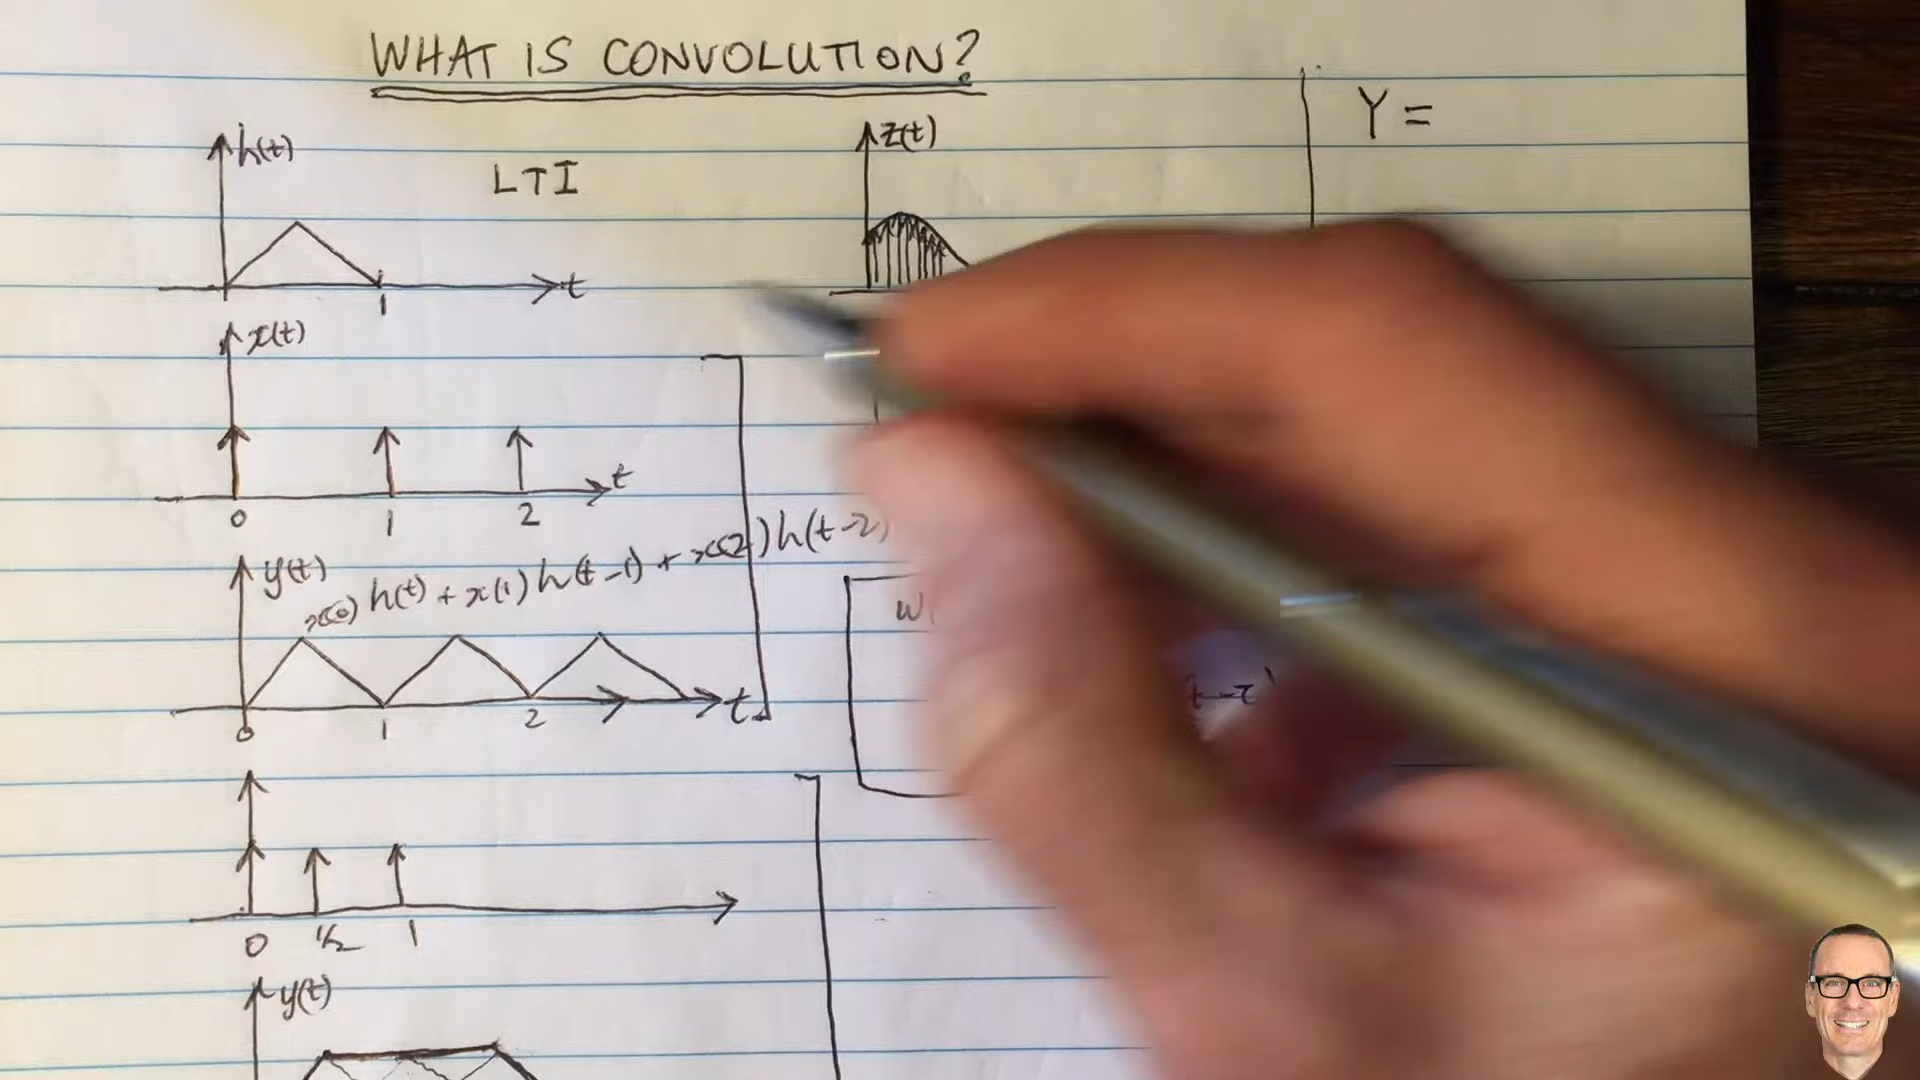 WHAT IS CONVOLUTION?
h(t)
LTI
z(t)
Y =
t
1
x(t)
t
0 1 2
y(t)
x(0) h(t) + x(1) h(t-1) + x(2) h(t-2)
t
0 1 2
t-τ
0 1/2 1
y(t)